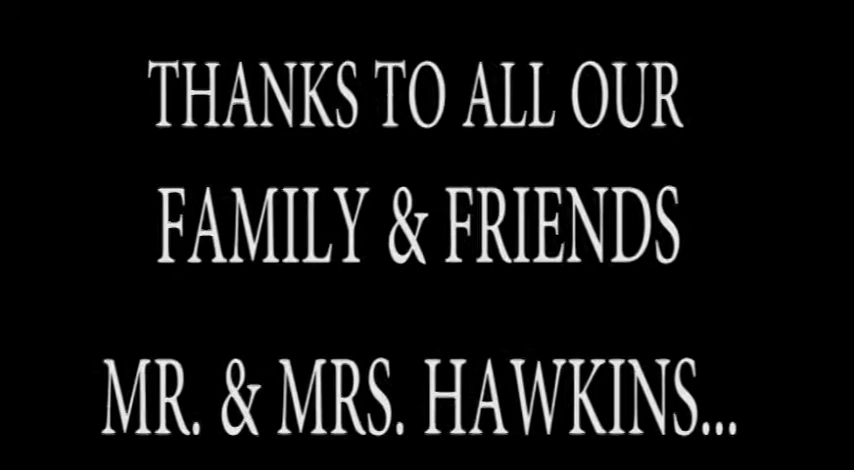 THANKS TO ALL OUR
FAMILY & FRIENDS
MR. & MRS. HAWKINS...